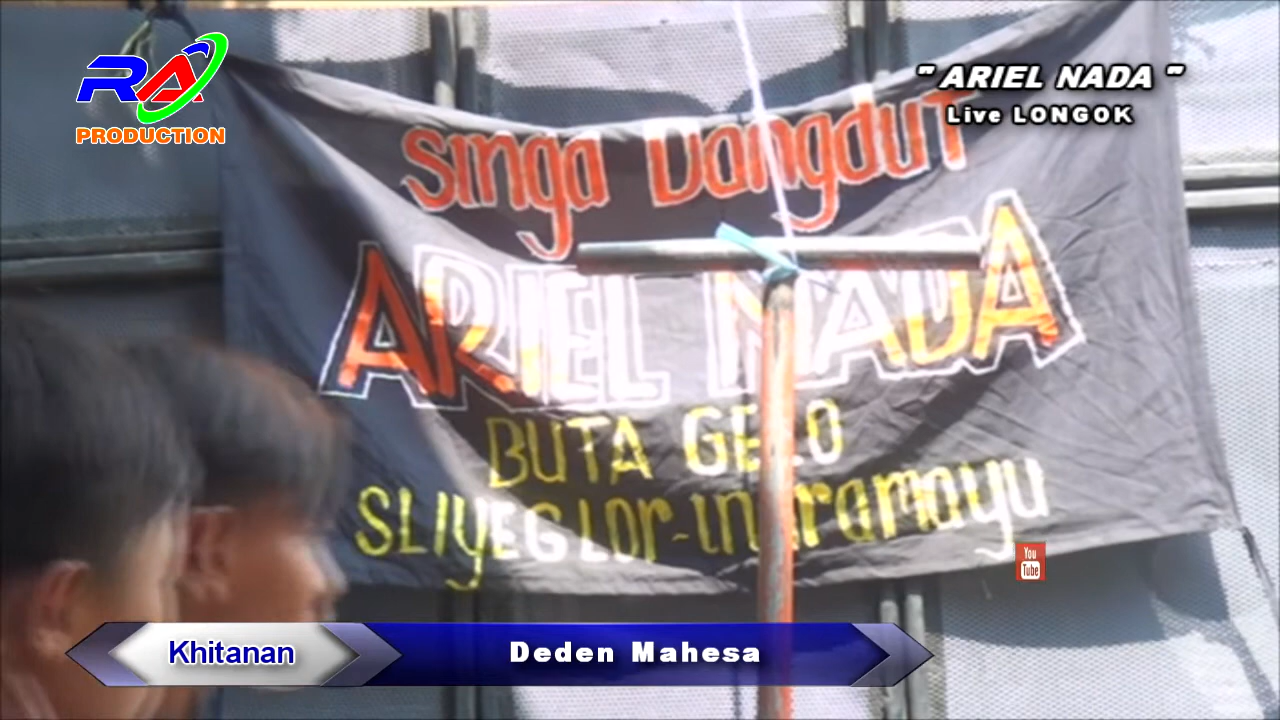 RA
PRODUCTION
" ARIEL NADA "
Live LONGOK
Singa Dangdut
ARIEL NADA
BUTA GELO
SLIYEG LOR-Indramayu
You
Tube
Khitanan
Deden Mahesa